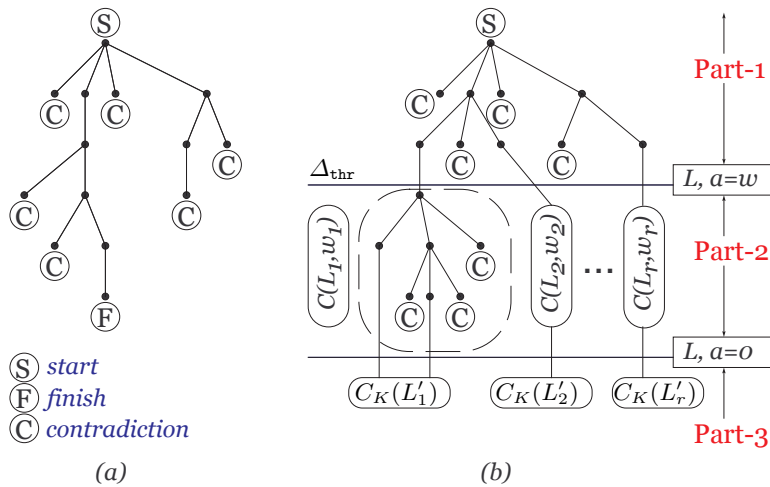 S
S
Part-1
C
C
C
C
C
C
C
C
Δthr
L, a=w
C
C
C(L1,w1)
C(L2,w2)
...
C(Lr,wr)
Part-2
C
C
F
C
C
L, a=0
S start
F finish
C contradiction
CK(L′1)
CK(L′2)
CK(L′r)
Part-3
(a)
(b)